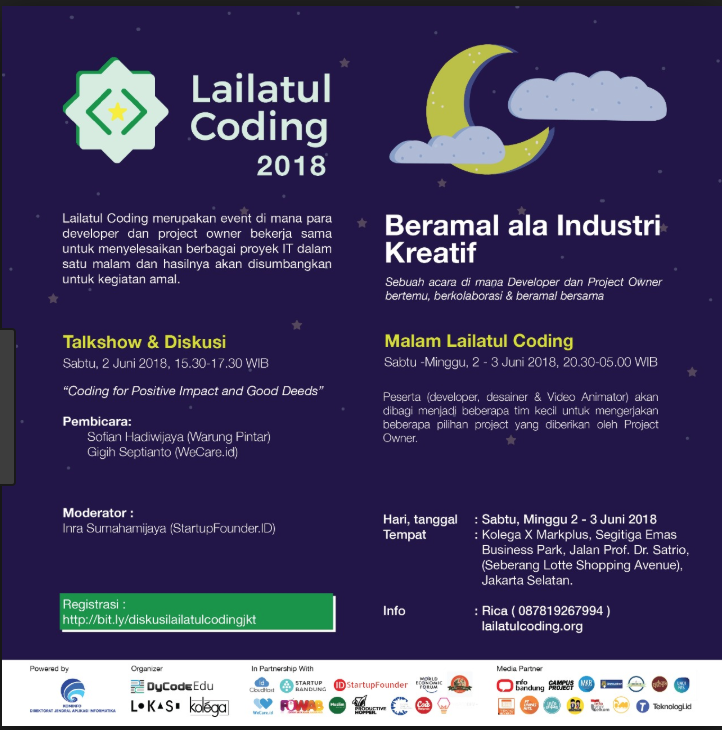 Lailatul
Coding
2018
Lailatul Coding merupakan event di mana para
developer dan project owner bekerja sama
untuk menyelesaikan berbagai proyek IT dalam
satu malam dan hasilnya akan disumbangkan
untuk kegiatan amal.
Beramal ala Industri
Kreatif
Sebuah acara di mana Developer dan Project Owner
bertemu, berkolaborasi & beramal bersama
Talkshow & Diskusi
Sabtu, 2 Juni 2018, 15.30-17.30 WIB
“Coding for Positive Impact and Good Deeds”
Pembicara:
Sofian Hadiwijaya (Warung Pintar)
Gigih Septianto (WeCare.id)
Moderator :
Inra Sumahamijaya (StartupFounder.ID)
Registrasi :
http://bit.ly/diskusilailatulcodingjkt
Malam Lailatul Coding
Sabtu -Minggu, 2 - 3 Juni 2018, 20.30-05.00 WIB
Peserta (developer, desainer & Video Animator) akan
dibagi menjadi beberapa tim kecil untuk mengerjakan
beberapa pilihan project yang diberikan oleh Project
Owner.
Hari, tanggal : Sabtu, Minggu 2 - 3 Juni 2018
Tempat : Kolega X Markplus, Segitiga Emas
Business Park, Jalan Prof. Dr. Satrio,
(Seberang Lotte Shopping Avenue),
Jakarta Selatan.
Info : Rica ( 087819267994 )
lailatulcoding.org
Powered by
KOMINFO
DIREKTORAT JENDERAL APLIKASI INFORMATIKA
Organizer
DyCodeEdu
L•KAS•
koléga
In Partnership With
CloudHost
STARTUP
BANDUNG
IDStartupFounder
WORLD
ECONOMIC
FORUM
WeCare.id
FOWAB
PRODUCTIVE
HOPPER
Code
Media Partner
info
bandung
CAMPUS
PROJECT
Teknologi.id